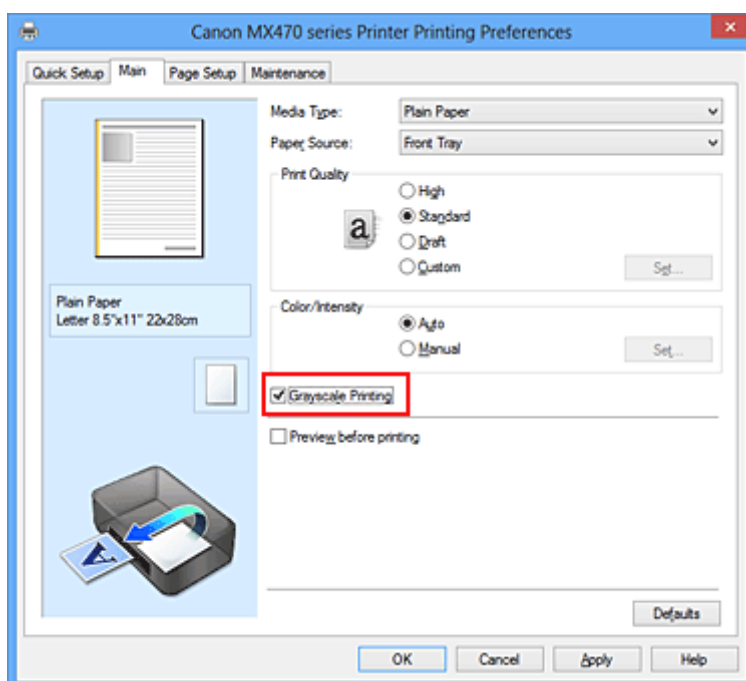 Canon MX470 series Printer Printing Preferences
Quick Setup Main Page Setup Maintenance
Media Type: Plain Paper
Paper Source: Front Tray
Print Quality
High
Standard
Draft
Custom Set...
a
Plain Paper
Letter 8.5"x11" 22x28cm
Color/Intensity
Auto
Manual Set...
Grayscale Printing
Preview before printing
A
Defaults
OK Cancel Apply Help